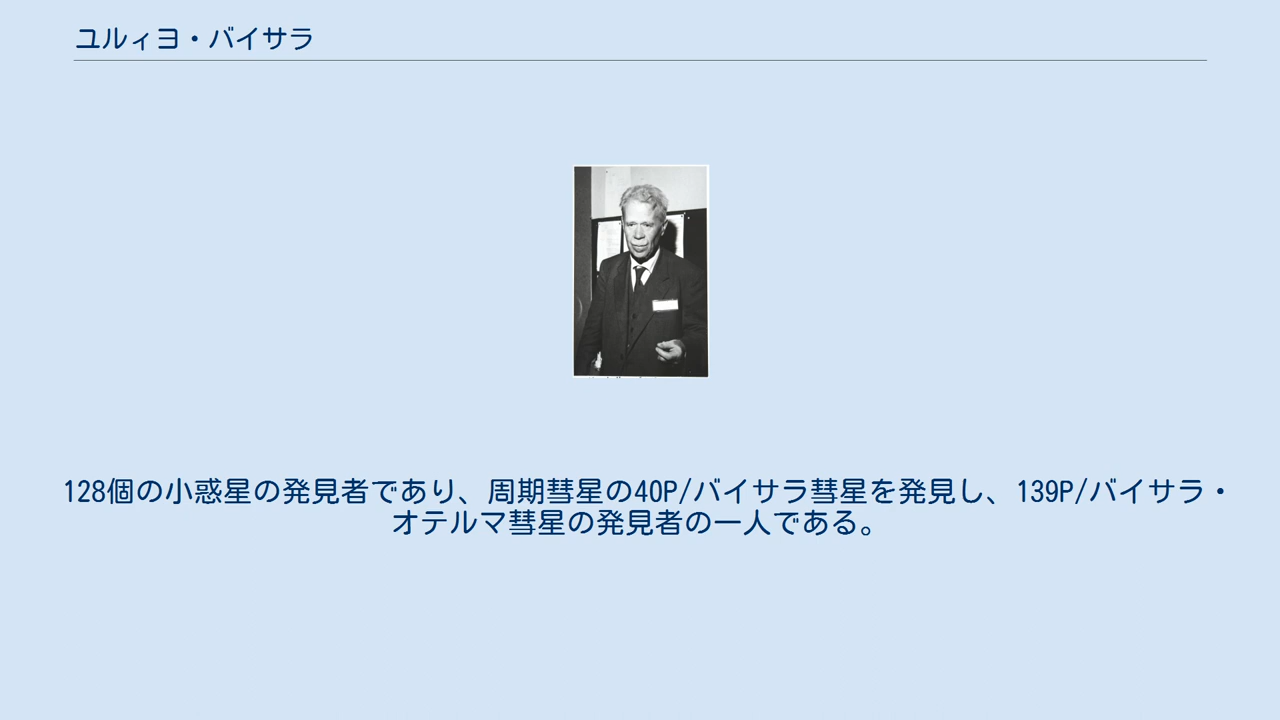 ユルィヨ・バイサラ
128個の小惑星の発見者であり、周期彗星の40P/バイサラ彗星を発見し、139P/バイサラ・
オテルマ彗星の発見者の一人である。